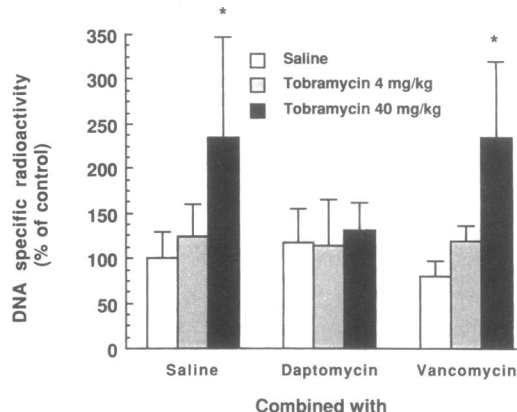 *
*
350
300
250
200
150
100
50
0
DNA specific radioactivity
(% of control)
Saline
Tobramycin 4 mg/kg
Tobramycin 40 mg/kg
Saline Daptomycin Vancomycin
Combined with